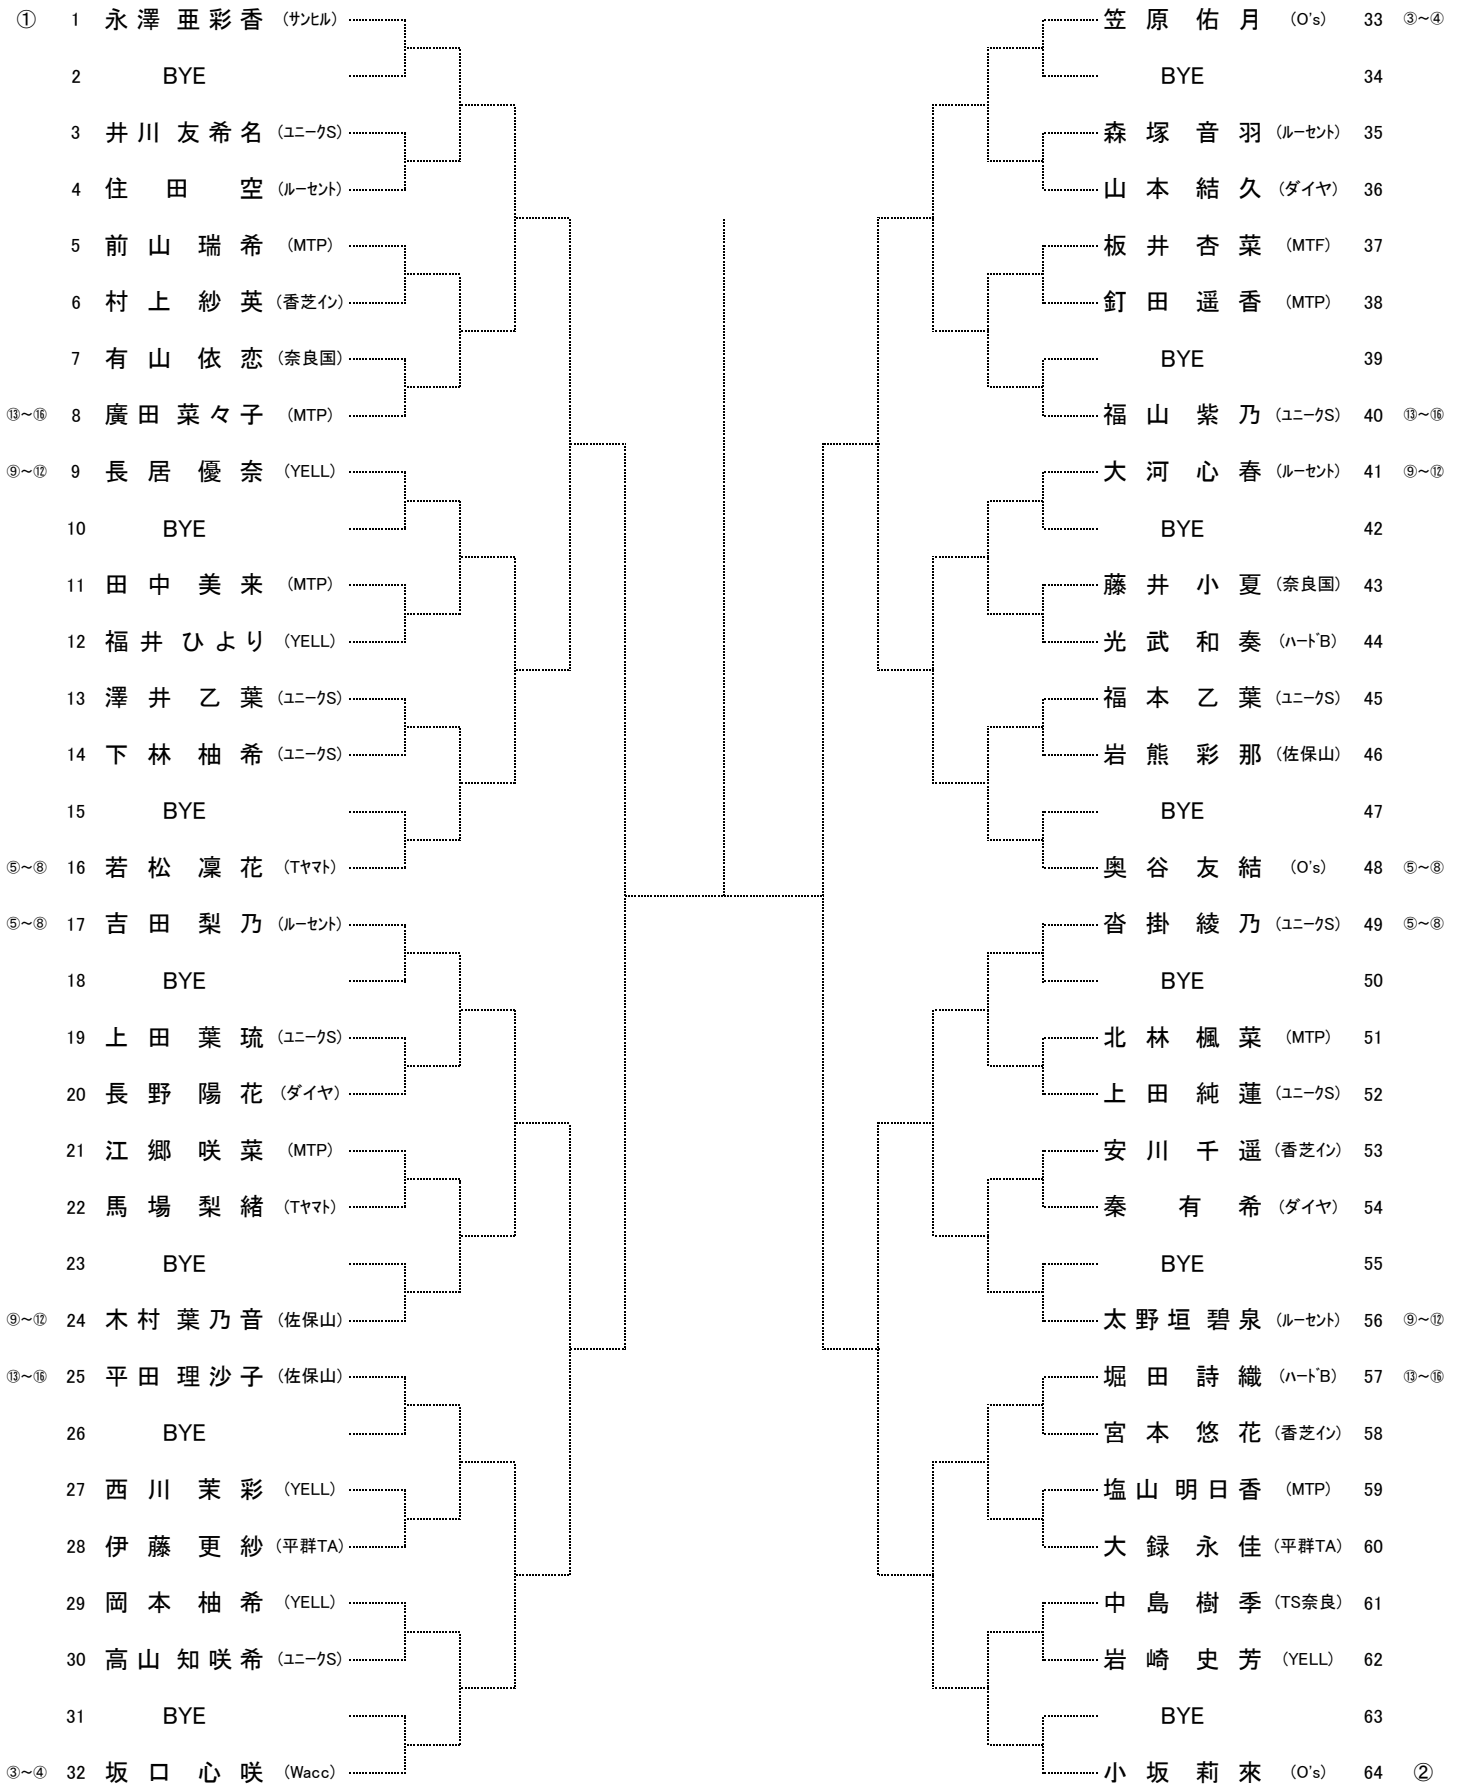 ① 1 永澤 亜彩香 (サンヒル)
2 BYE
3 井川 友希名 (ユニークS)
4 住田 空 (ルーセント)
5 前山 瑞希 (MTP)
6 村上 紗英 (香芝イン)
7 有山 依恋 (奈良国)
⑬~⑯ 8 廣田 菜々子 (MTP)
⑨~⑫ 9 長居 優奈 (YELL)
10 BYE
11 田中 美来 (MTP)
12 福井 ひより (YELL)
13 澤井 乙葉 (ユニークS)
14 下林 柚希 (ユニークS)
15 BYE
⑤~⑧ 16 若松 凜花 (Tヤマト)
⑤~⑧ 17 吉田 梨乃 (ルーセント)
18 BYE
19 上田 葉琉 (ユニークS)
20 長野 陽花 (ダイヤ)
21 江郷 咲菜 (MTP)
22 馬場 梨緒 (Tヤマト)
23 BYE
⑨~⑫ 24 木村 葉乃音 (佐保山)
⑬~⑯ 25 平田 理沙子 (佐保山)
26 BYE
27 西川 茉彩 (YELL)
28 伊藤 更紗 (平群TA)
29 岡本 柚希 (YELL)
30 高山 知咲希 (ユニークS)
31 BYE
③~④ 32 坂口 心咲 (Wacc)
笠原 佑月 (O's) 33 ③~④
BYE 34
森塚 音羽 (ルーセント) 35
山本 結久 (ダイヤ) 36
板井 杏菜 (MTF) 37
釘田 遥香 (MTP) 38
BYE 39
福山 紫乃 (ユニークS) 40 ⑬~⑯
大河 心春 (ルーセント) 41 ⑨~⑫
BYE 42
藤井 小夏 (奈良国) 43
光武 和奏 (ハードB) 44
福本 乙葉 (ユニークS) 45
岩熊 彩那 (佐保山) 46
BYE 47
奥谷 友結 (O's) 48 ⑤~⑧
沓掛 綾乃 (ユニークS) 49 ⑤~⑧
BYE 50
北林 楓菜 (MTP) 51
上田 純蓮 (ユニークS) 52
安川 千遥 (香芝イン) 53
秦 有希 (ダイヤ) 54
BYE 55
太野垣 碧泉 (ルーセント) 56 ⑨~⑫
堀田 詩織 (ハードB) 57 ⑬~⑯
宮本 悠花 (香芝イン) 58
塩山 明日香 (MTP) 59
大録 永佳 (平群TA) 60
中島 樹季 (TS奈良) 61
岩崎 史芳 (YELL) 62
BYE 63
小坂 莉來 (O's) 64 ②